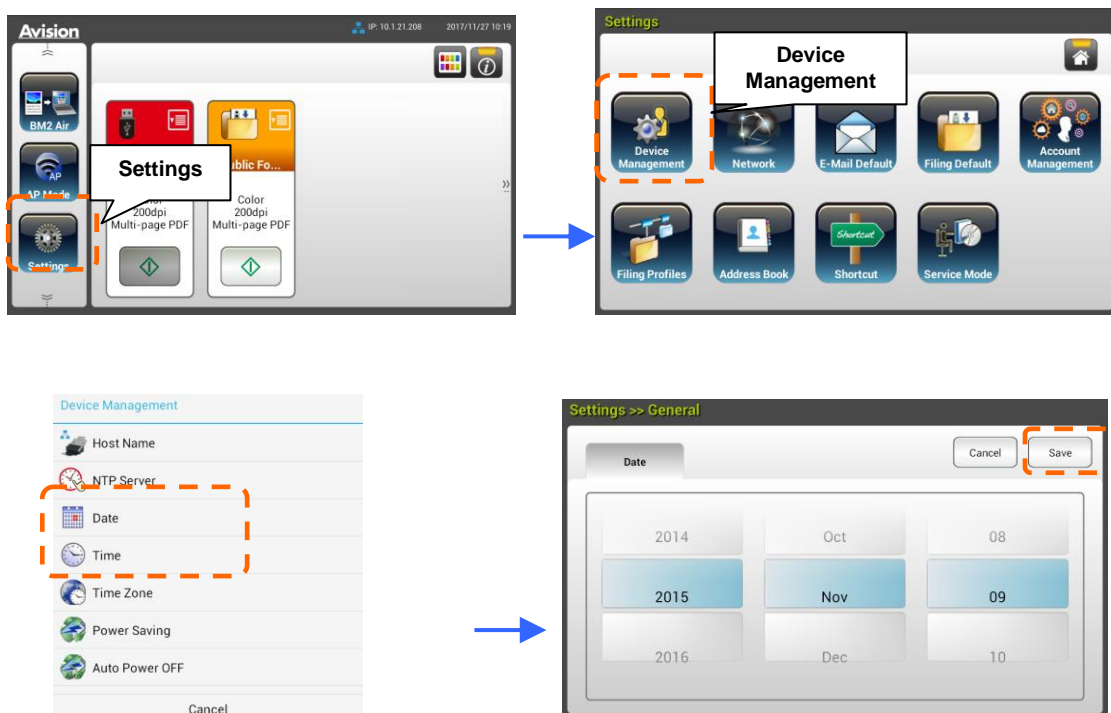 Avision
IP: 10.1.21.208
2017/11/27 10:19
BM2 Air
AP Mode
Settings
Settings
Color
200dpi
Multi-page PDF
Color
200dpi
Multi-page PDF
Settings
Device
Management
Device
Management
Network
E-Mail Default
Filing Default
Account
Management
Filing Profiles
Address Book
Shortcut
Shortcut
Service Mode
Device Management
Host Name
NTP Server
Date
Time
Time Zone
Power Saving
Auto Power OFF
Cancel
Settings >> General
Date
Cancel
Save
2014
Oct
08
2015
Nov
09
2016
Dec
10